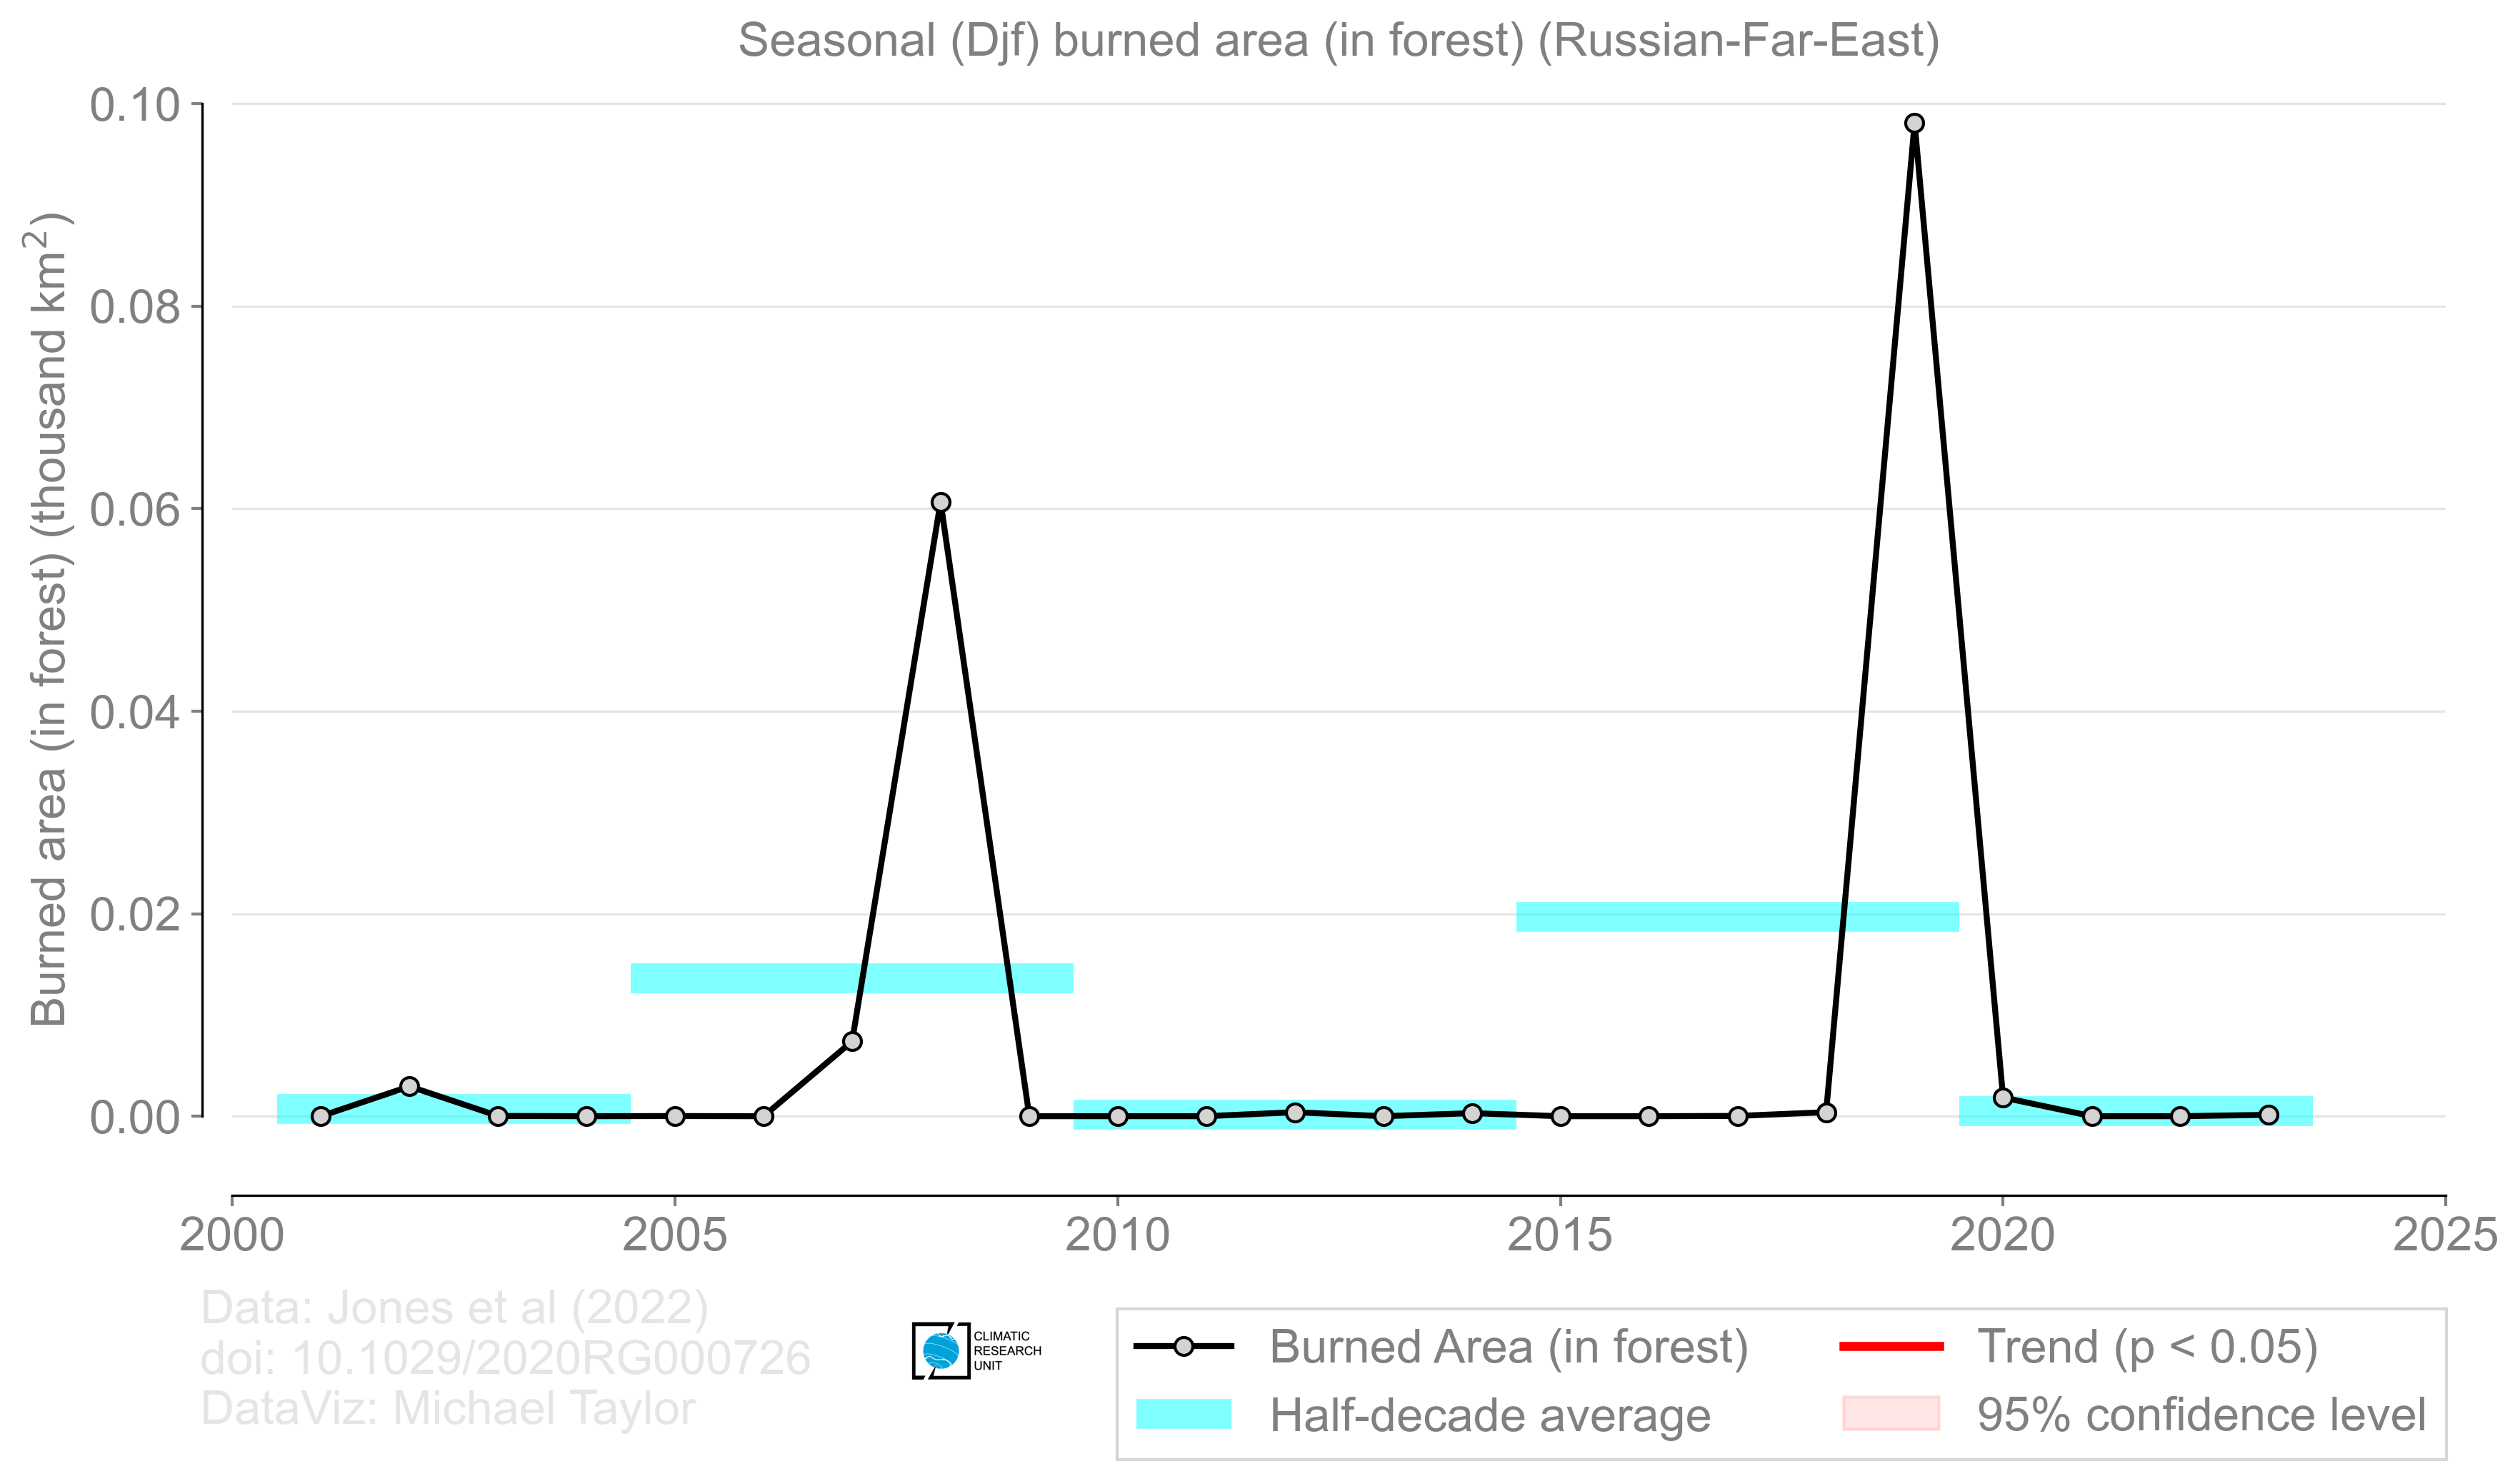 Seasonal (Djf) burned area (in forest) (Russian-Far-East)
Burned area (in forest) (thousand km²)
0.10
0.08
0.06
0.04
0.02
0.00
2000 2005 2010 2015 2020 2025
Data: Jones et al (2022)
doi: 10.1029/2020RG000726
DataViz: Michael Taylor
CLIMATIC
RESEARCH
UNIT
Burned Area (in forest)
Half-decade average
Trend (p < 0.05)
95% confidence level